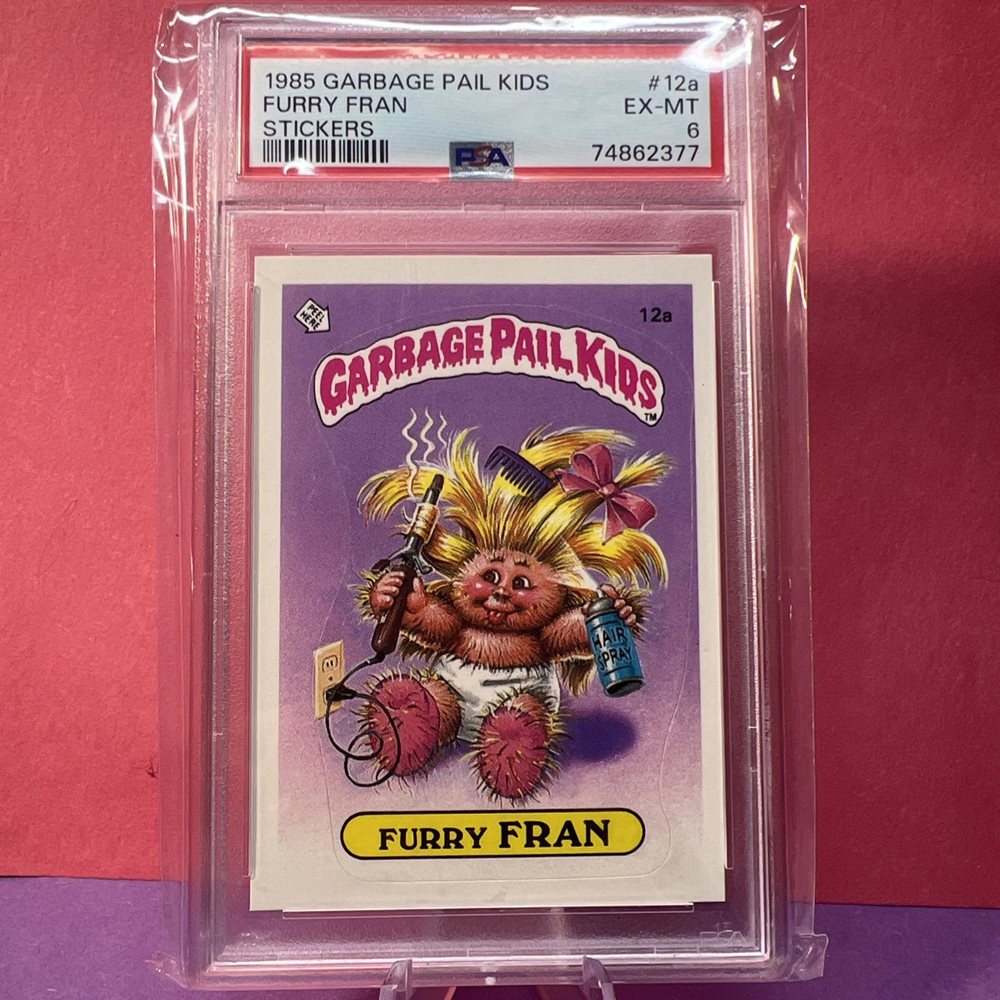 1985 GARBAGE PAIL KIDS #12a
FURRY FRAN EX-MT
STICKERS 6
PSA 74862377
PEEL HERE
12a
GARBAGE PAIL KIDS
TM
HAIR
SPRAY
FURRY FRAN
PSA